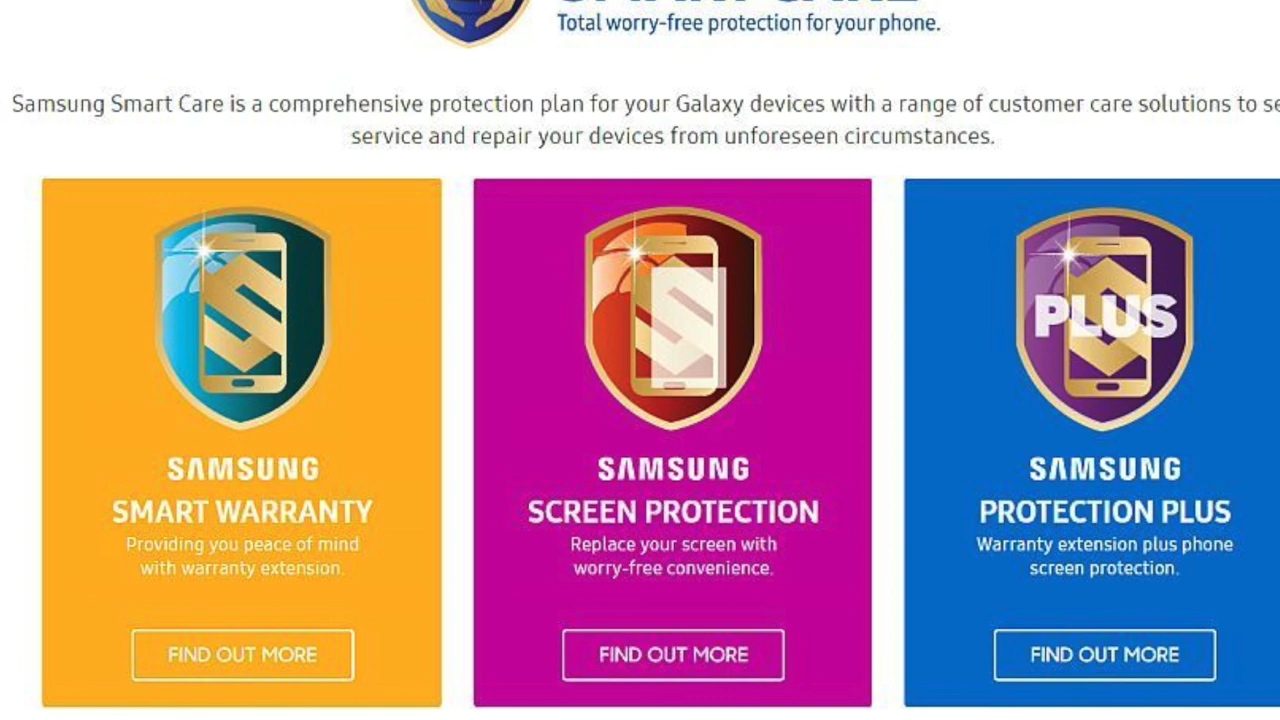 Total worry-free protection for your phone.
Samsung Smart Care is a comprehensive protection plan for your Galaxy devices with a range of customer care solutions to
service and repair your devices from unforeseen circumstances.
PLUS
SAMSUNG
SMART WARRANTY
Providing you peace of mind
with warranty extension.
FIND OUT MORE
SAMSUNG
SCREEN PROTECTION
Replace your screen with
worry-free convenience.
FIND OUT MORE
SAMSUNG
PROTECTION PLUS
Warranty extension plus phone
screen protection.
FIND OUT MORE